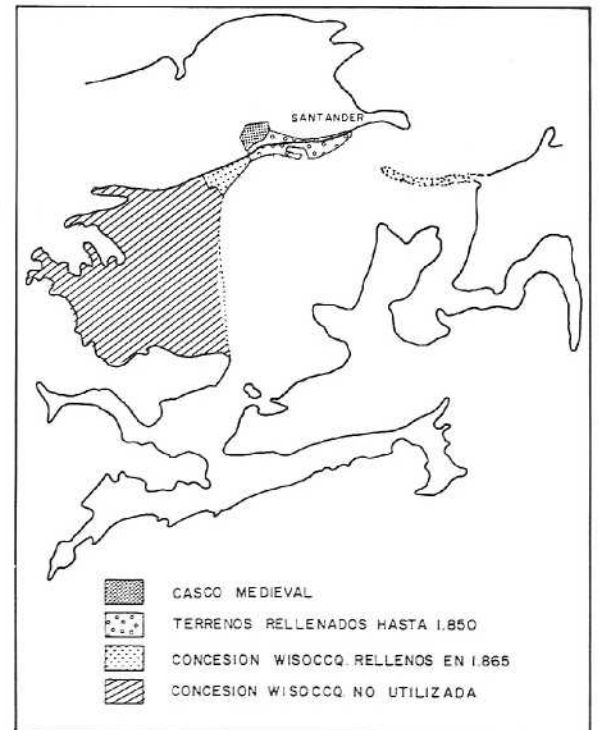 SANTANDER
CASCO MEDIEVAL
TERRENOS RELLENADOS HASTA 1.850
CONCESION WISOCCQ. RELLENOS EN 1.865
CONCESION WISOCCQ. NO UTILIZADA